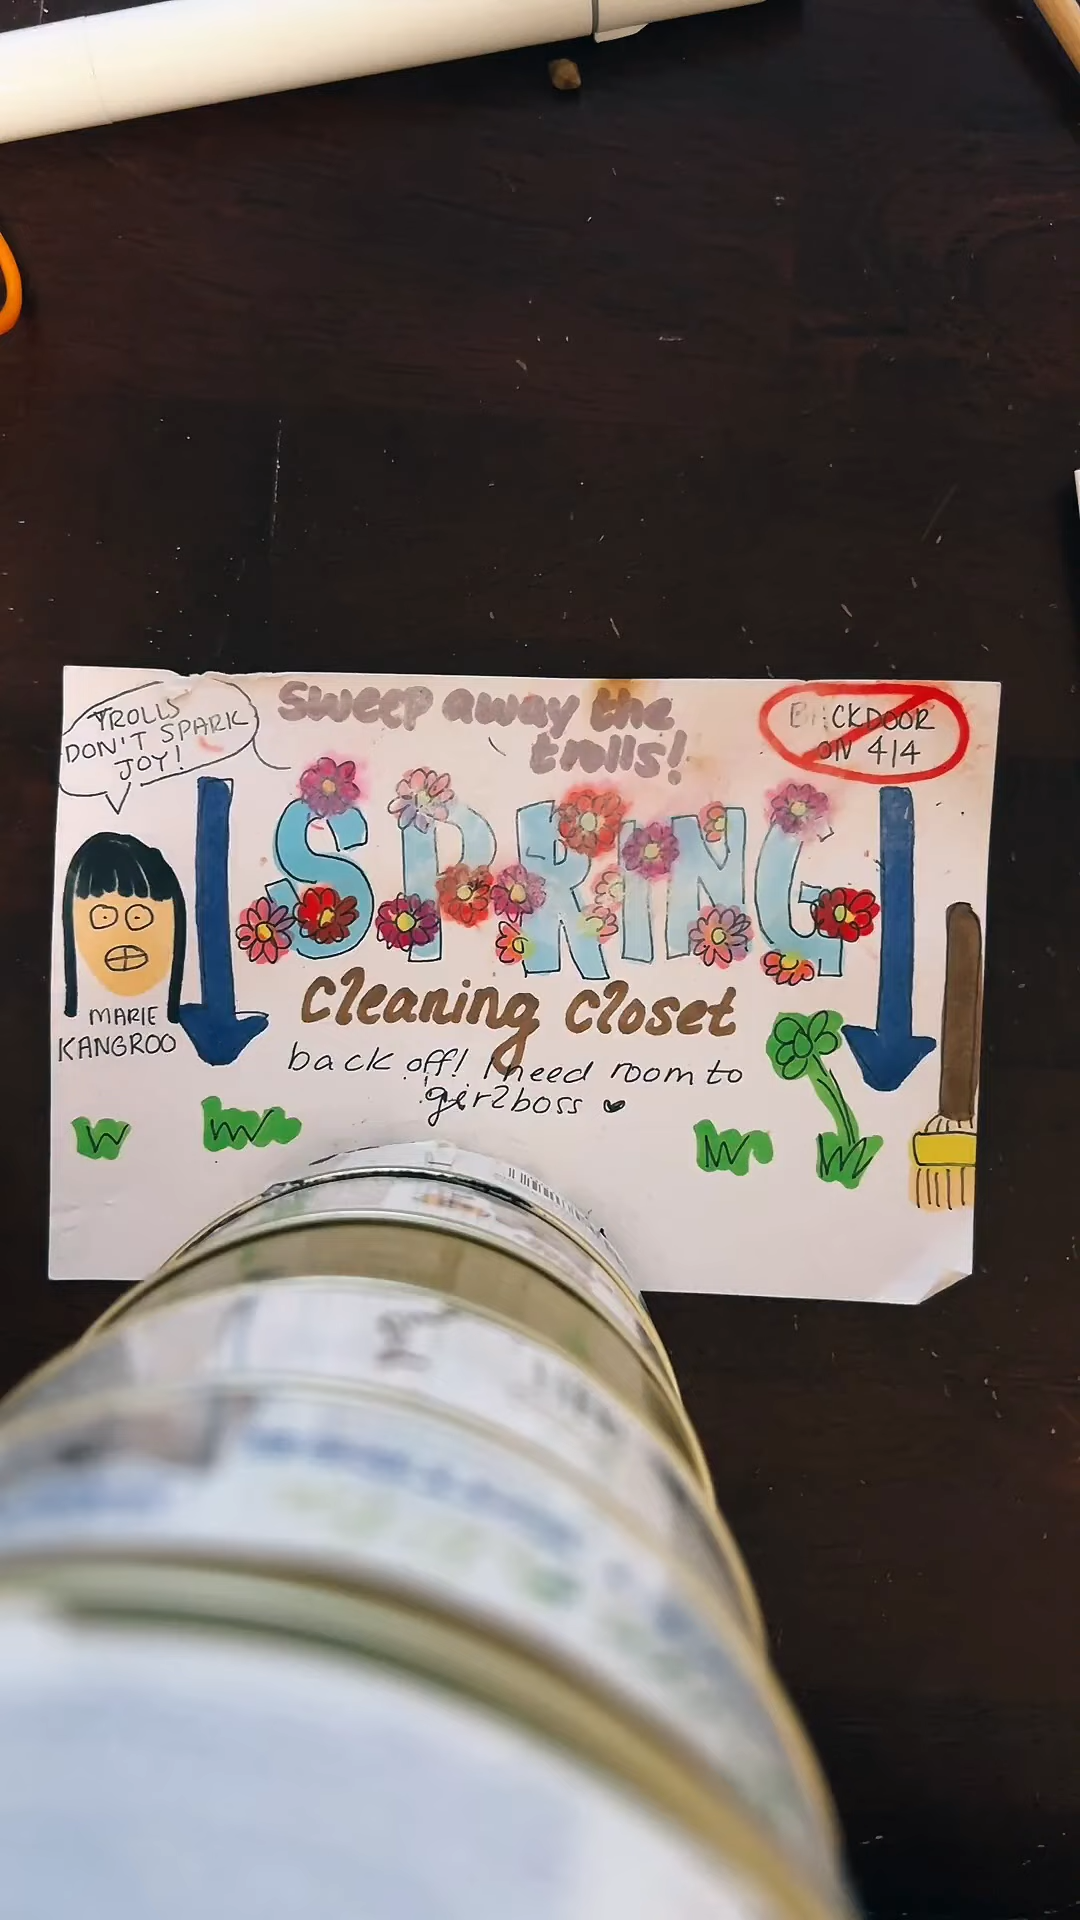 sweep away the
trolls!
TROLLS
DON'T SPARK
JOY!
BACKDOOR
ON 4/4
SPRING
cleaning closet
MARIE
KANGROO
back off! I need room to
girlboss